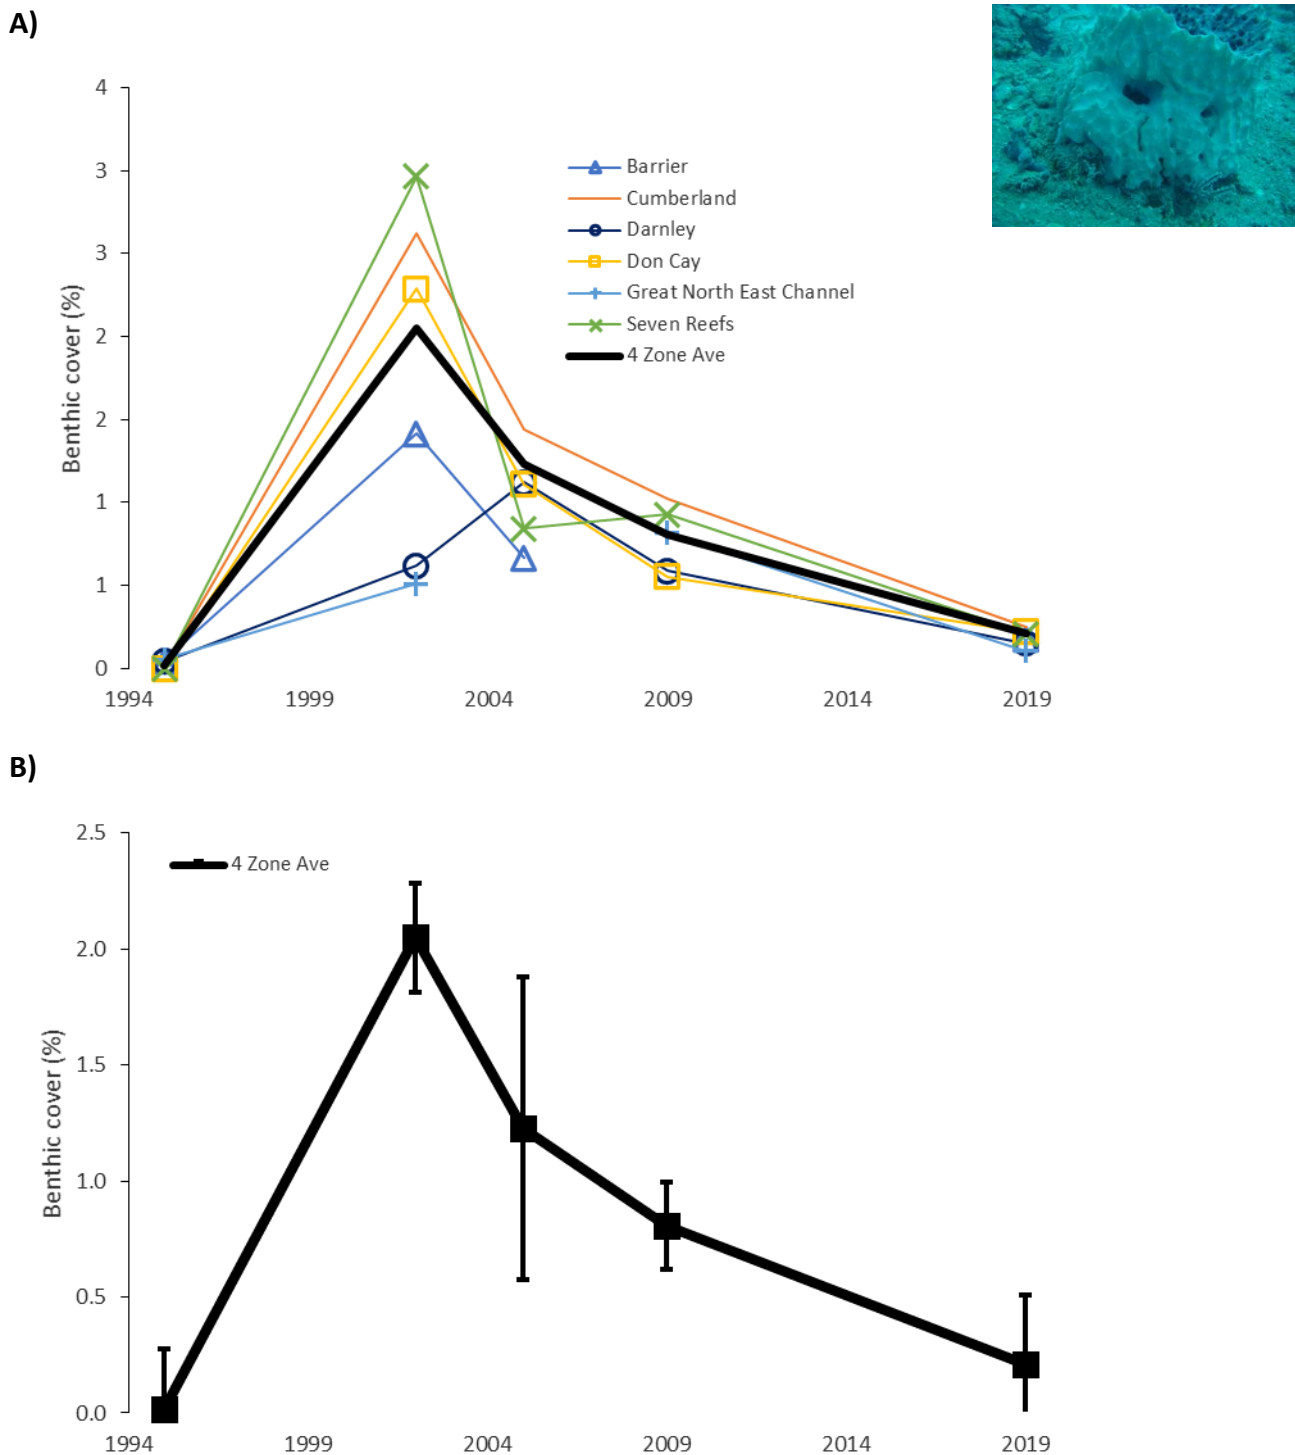 A)
4
3
3
2
2
1
1
0
Benthic cover (%)
1994 1999 2004 2009 2014 2019
Barrier
Cumberland
Darnley
Don Cay
Great North East Channel
Seven Reefs
4 Zone Ave
B)
2.5
2.0
1.5
1.0
0.5
0.0
Benthic cover (%)
4 Zone Ave
1994 1999 2004 2009 2014 2019